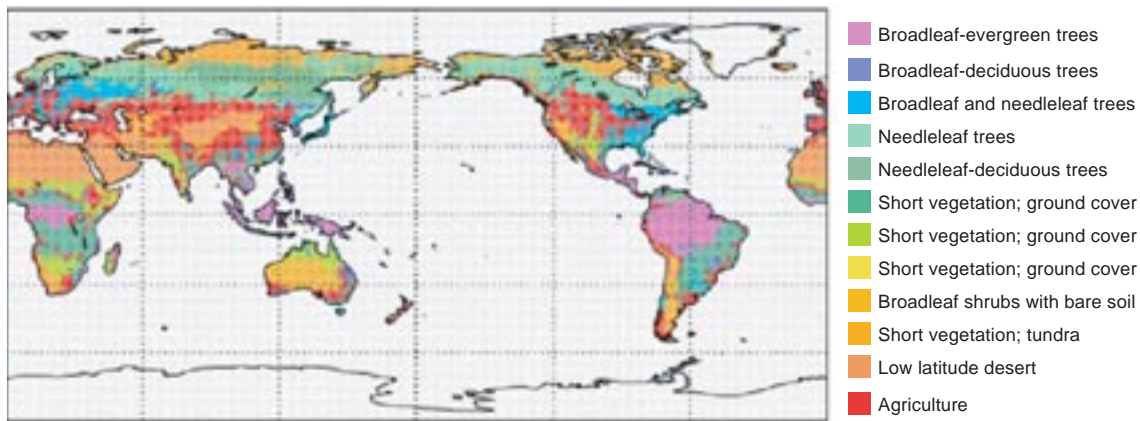 Broadleaf-evergreen trees
Broadleaf-deciduous trees
Broadleaf and needleleaf trees
Needleleaf trees
Needleleaf-deciduous trees
Short vegetation; ground cover
Short vegetation; ground cover
Short vegetation; ground cover
Broadleaf shrubs with bare soil
Short vegetation; tundra
Low latitude desert
Agriculture